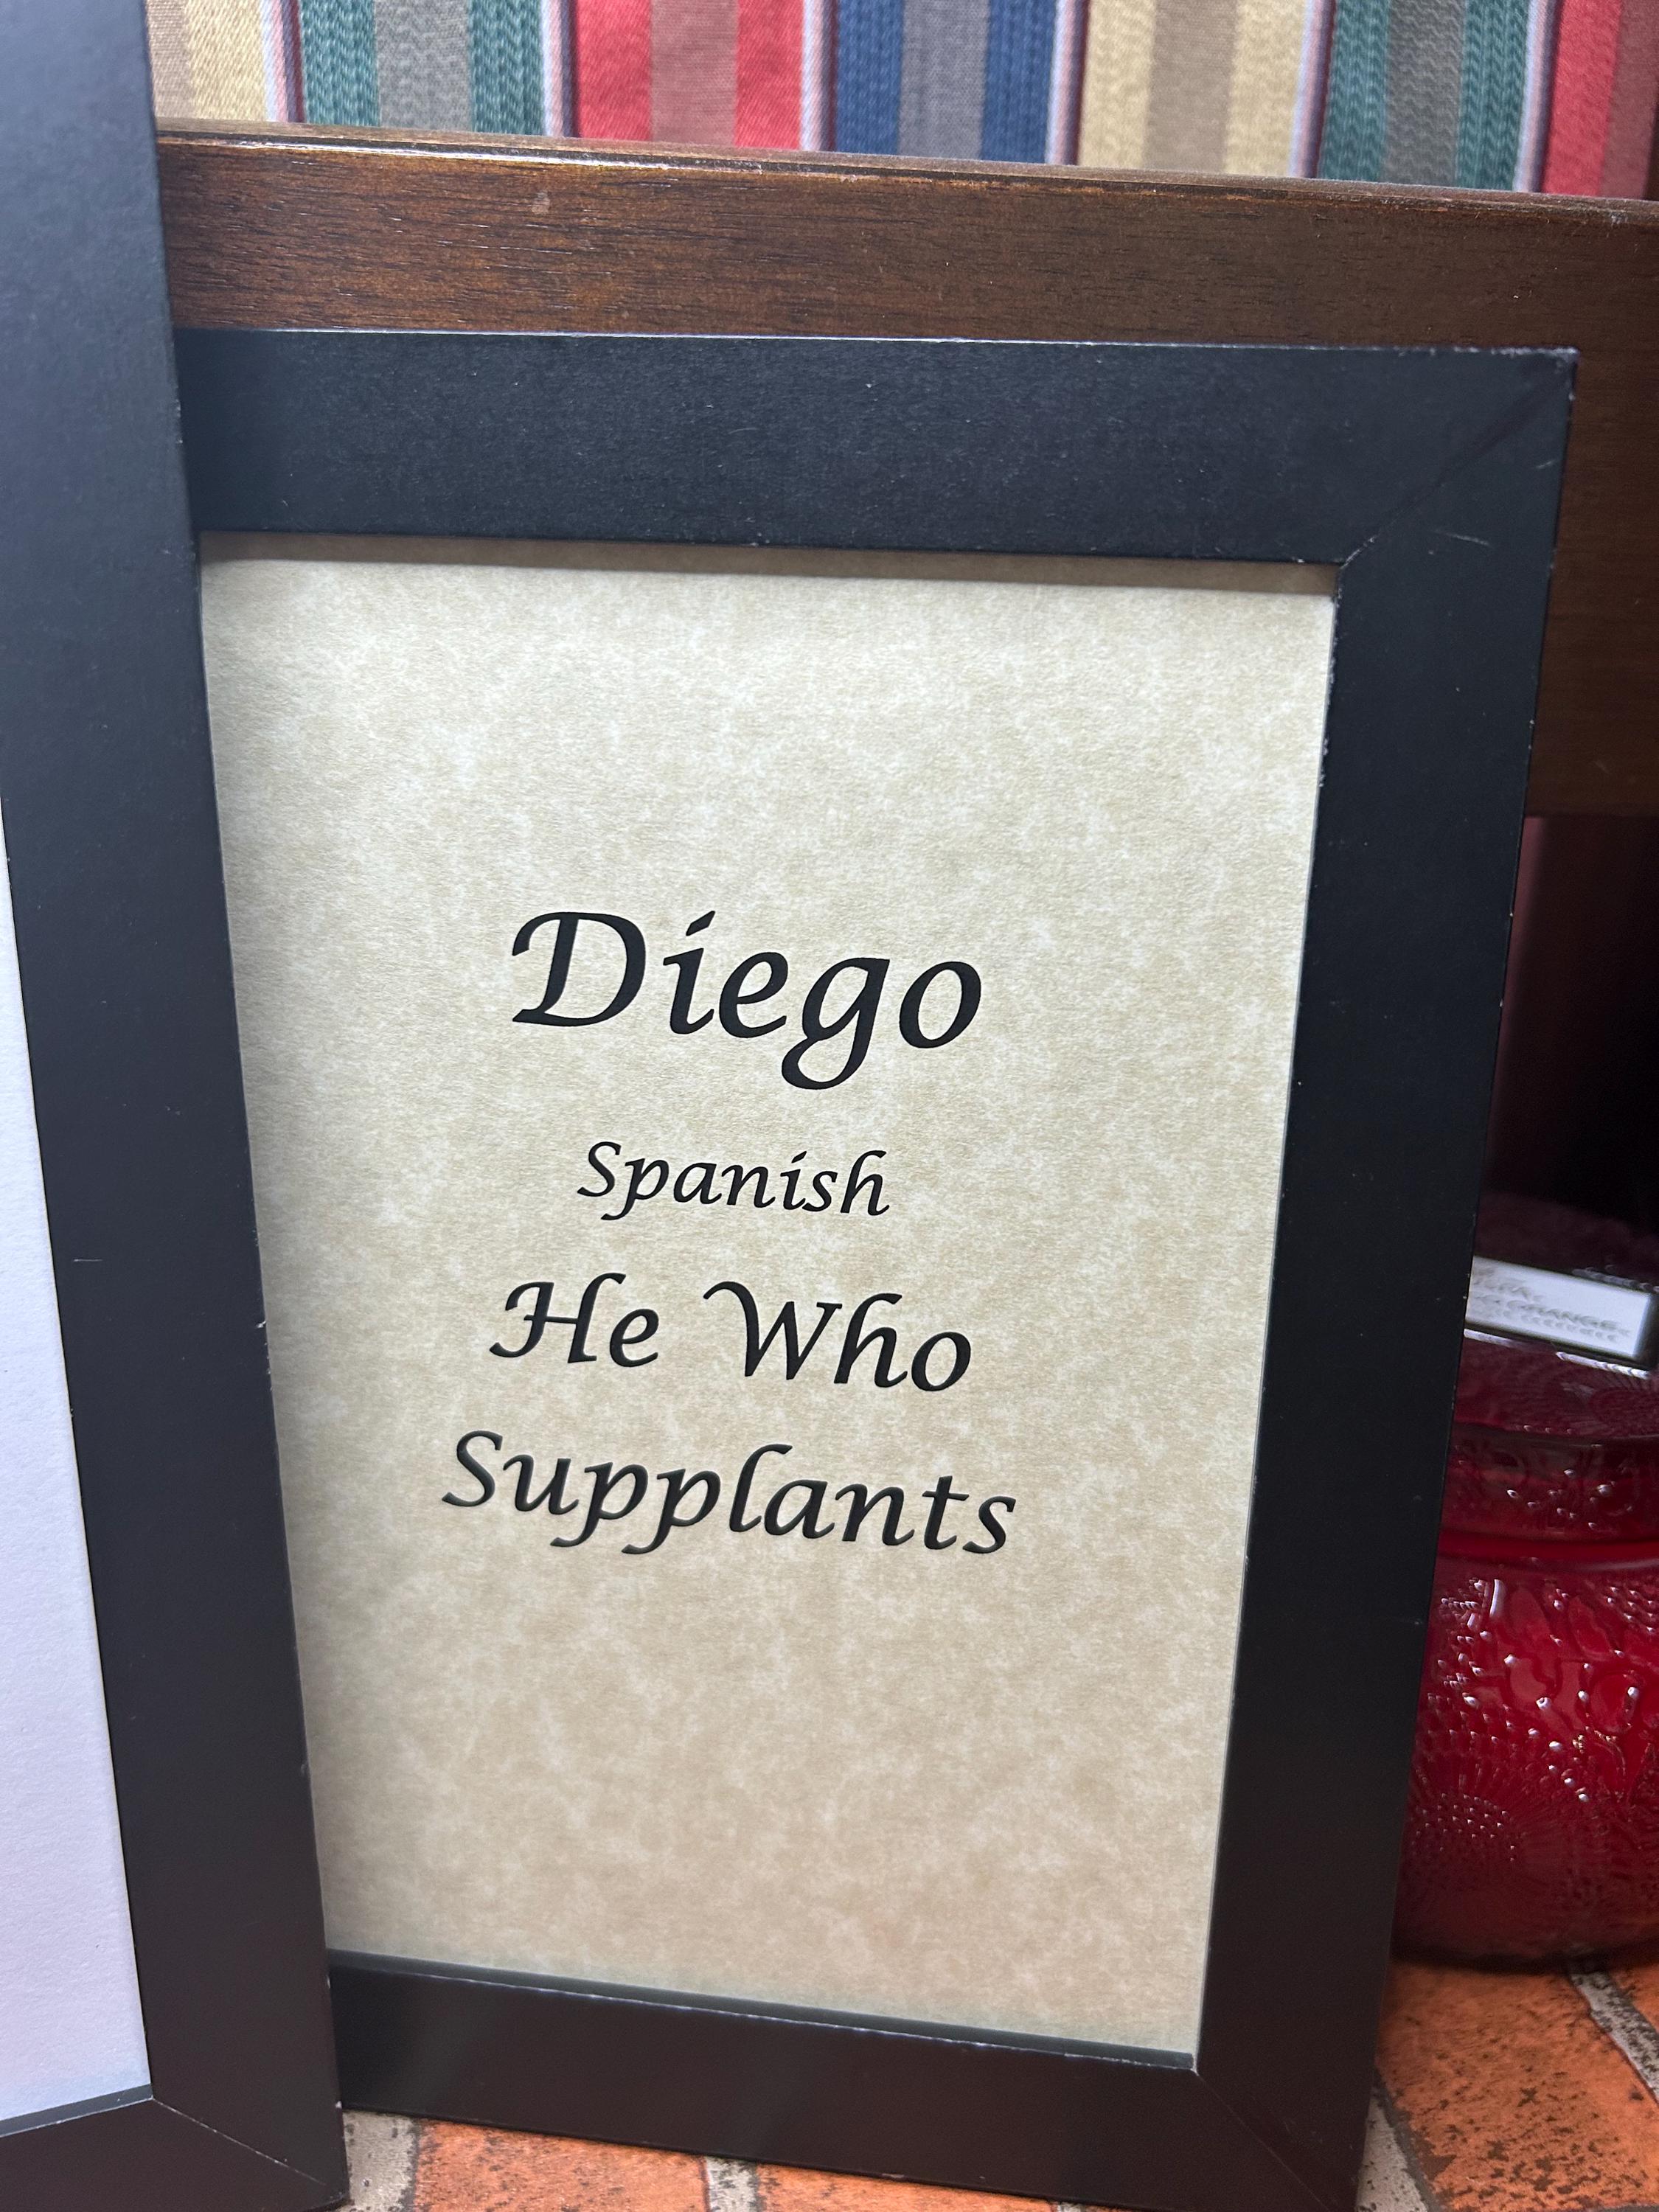 Diego
Spanish
He Who
Supplants